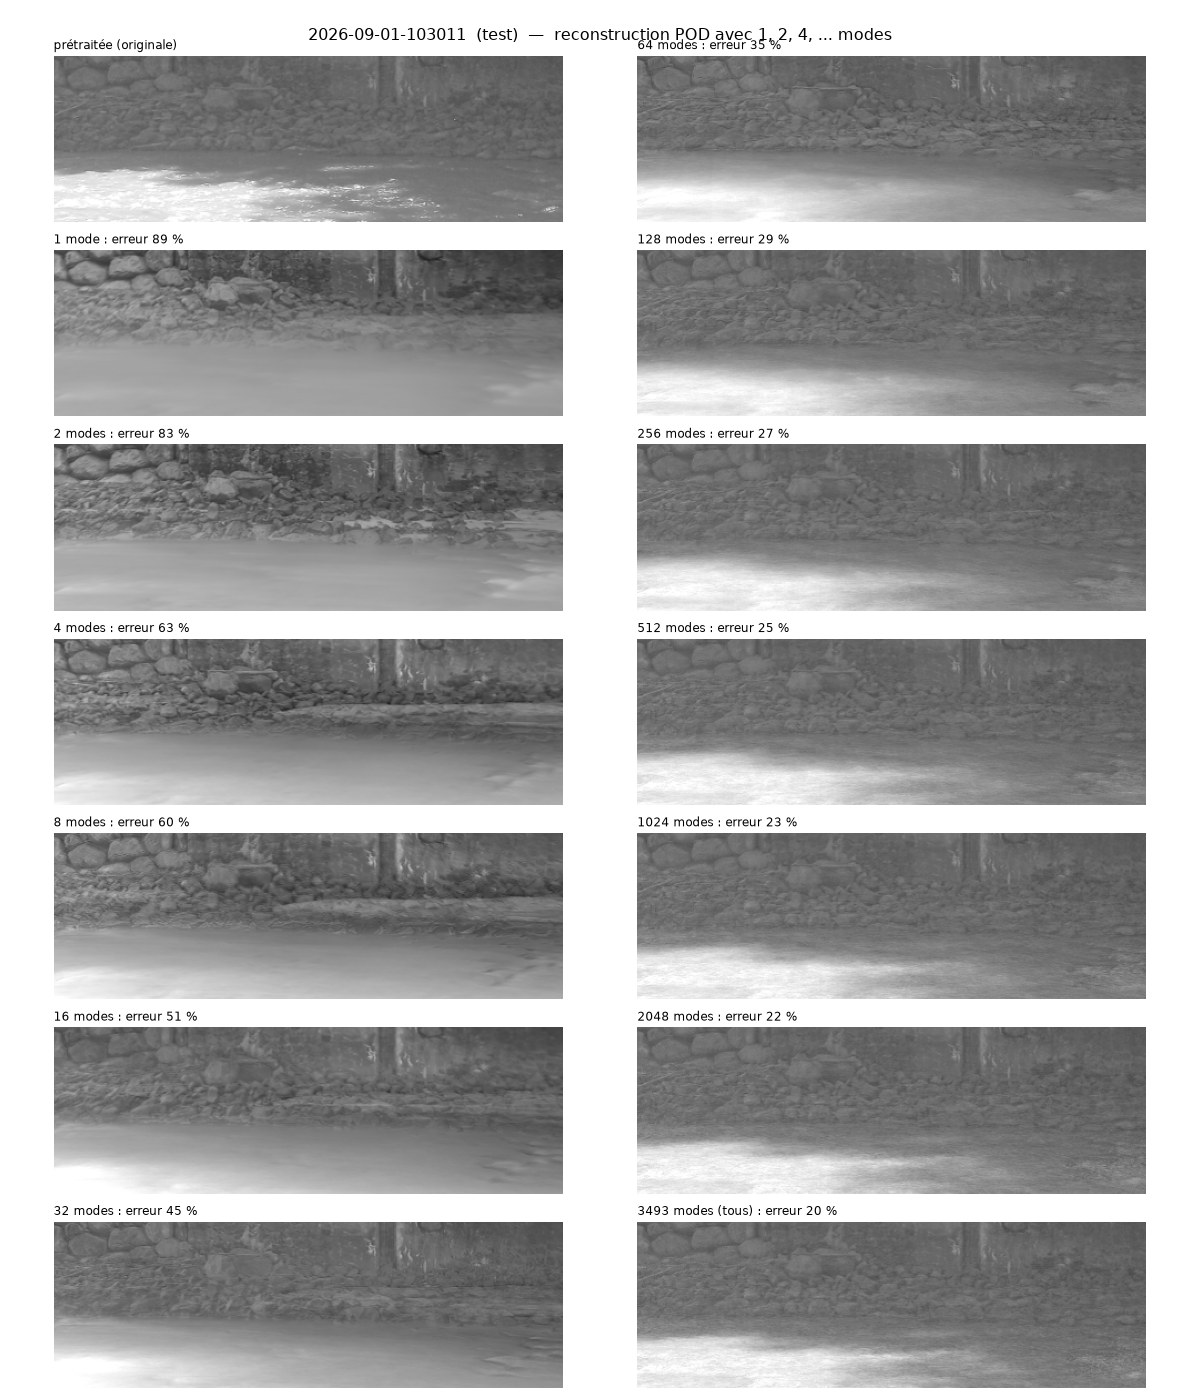 2026-09-01-103011 (test) — reconstruction POD avec 1, 2, 4, ... modes
prétraitée (originale)
1 mode : erreur 89 %
2 modes : erreur 83 %
4 modes : erreur 63 %
8 modes : erreur 60 %
16 modes : erreur 51 %
32 modes : erreur 45 %
64 modes : erreur 35 %
128 modes : erreur 29 %
256 modes : erreur 27 %
512 modes : erreur 25 %
1024 modes : erreur 23 %
2048 modes : erreur 22 %
3493 modes (tous) : erreur 20 %